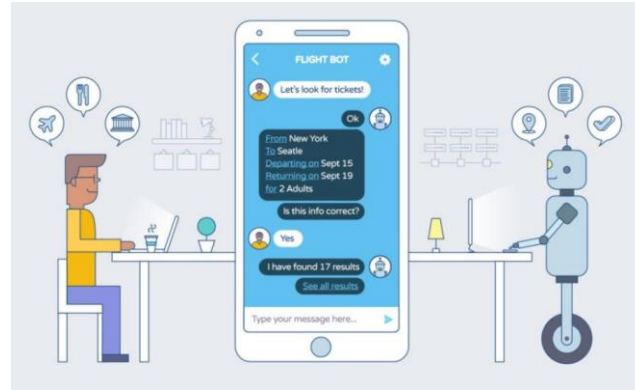 FLIGHT BOT
Let's look for tickets!
Ok
From New York
To Seatle
Departing on Sept 15
Returning on Sept 19
for 2 Adults
Is this info correct?
Yes
I have found 17 results
See all results
Type your message here...